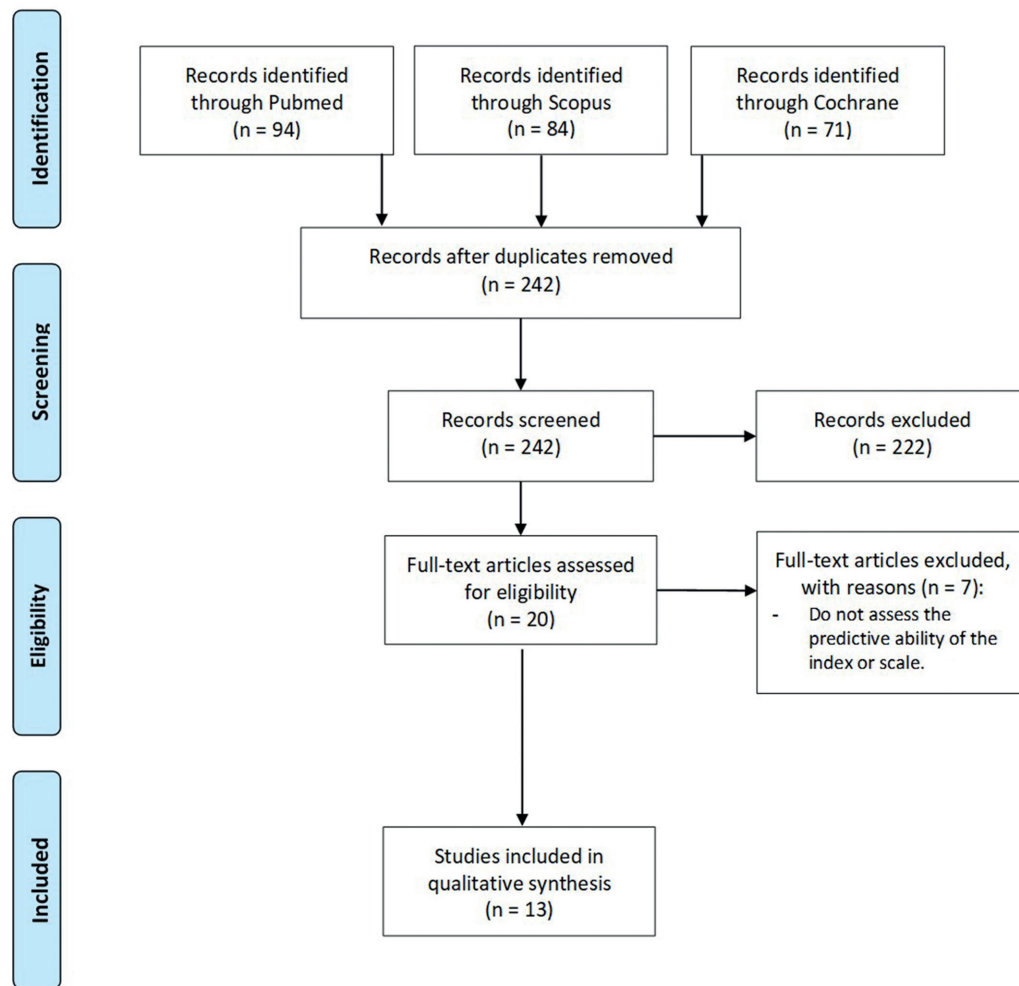 Identification
Records identified
through Pubmed
(n = 94)
Records identified
through Scopus
(n = 84)
Records identified
through Cochrane
(n = 71)
Records after duplicates removed
(n = 242)
Screening
Records screened
(n = 242)
Records excluded
(n = 222)
Eligibility
Full-text articles assessed
for eligibility
(n = 20)
Full-text articles excluded,
with reasons (n = 7):
- Do not assess the
predictive ability of the
index or scale.
Included
Studies included in
qualitative synthesis
(n = 13)